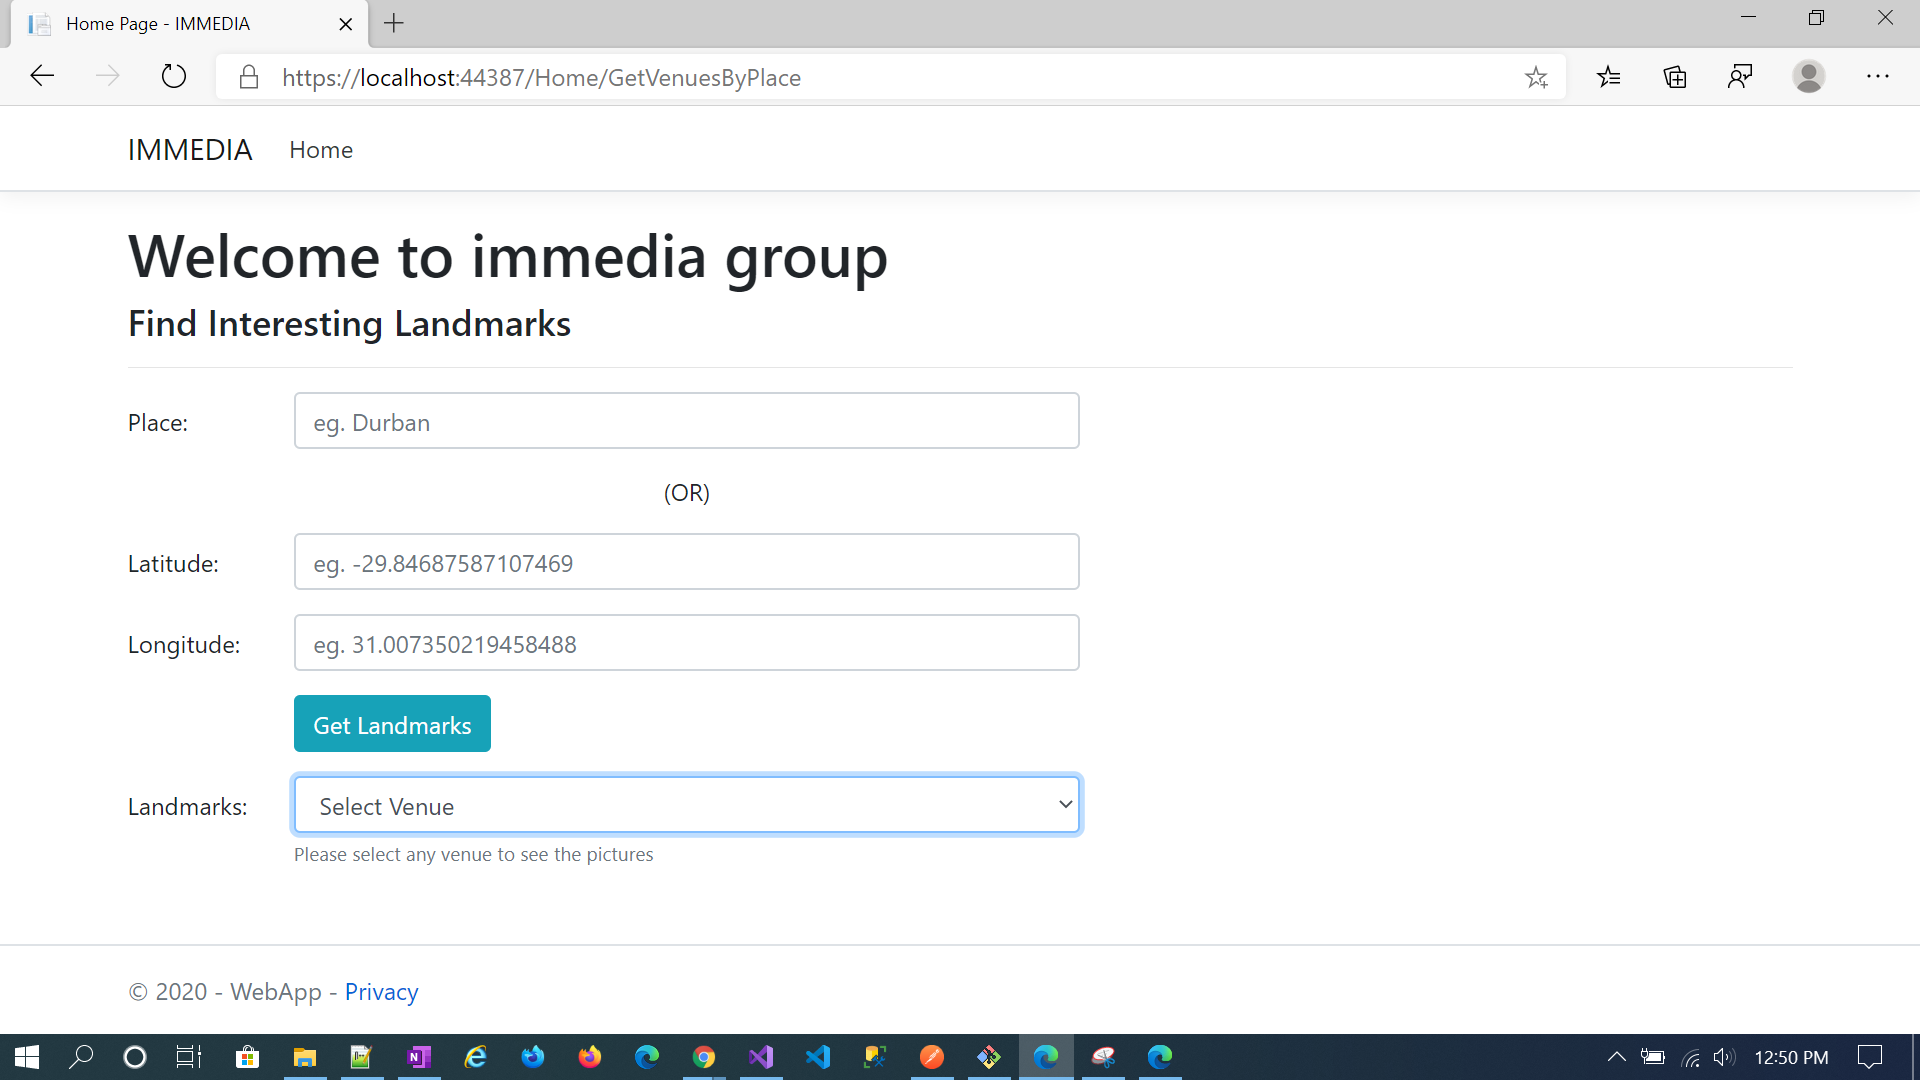 Home Page - IMMEDIA
https://localhost:44387/Home/GetVenuesByPlace
IMMEDIA Home
Welcome to immedia group
Find Interesting Landmarks
Place: eg. Durban
(OR)
Latitude: eg. -29.84687587107469
Longitude: eg. 31.007350219458488
Get Landmarks
Landmarks: Select Venue
Please select any venue to see the pictures
© 2020 - WebApp - Privacy
12:50 PM